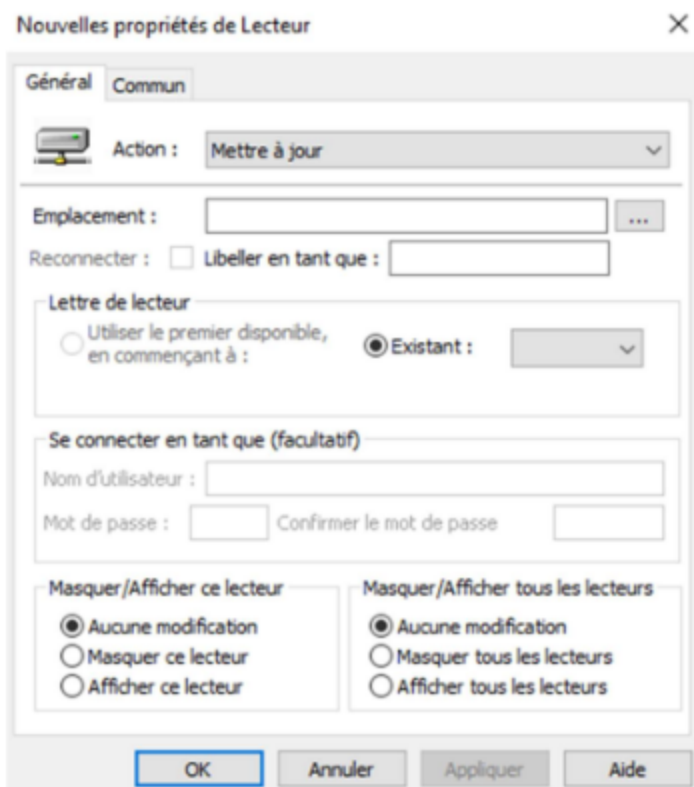 Nouvelles propriétés de Lecteur
Général Commun
Action : Mettre à jour
Emplacement : ...
Reconnecter : Libeller en tant que :
Lettre de lecteur
Utiliser le premier disponible,
en commençant à :
Existant :
Se connecter en tant que (facultatif)
Nom d'utilisateur :
Mot de passe : Confirmer le mot de passe
Masquer/Afficher ce lecteur
Aucune modification
Masquer ce lecteur
Afficher ce lecteur
Masquer/Afficher tous les lecteurs
Aucune modification
Masquer tous les lecteurs
Afficher tous les lecteurs
OK Annuler Appliquer Aide